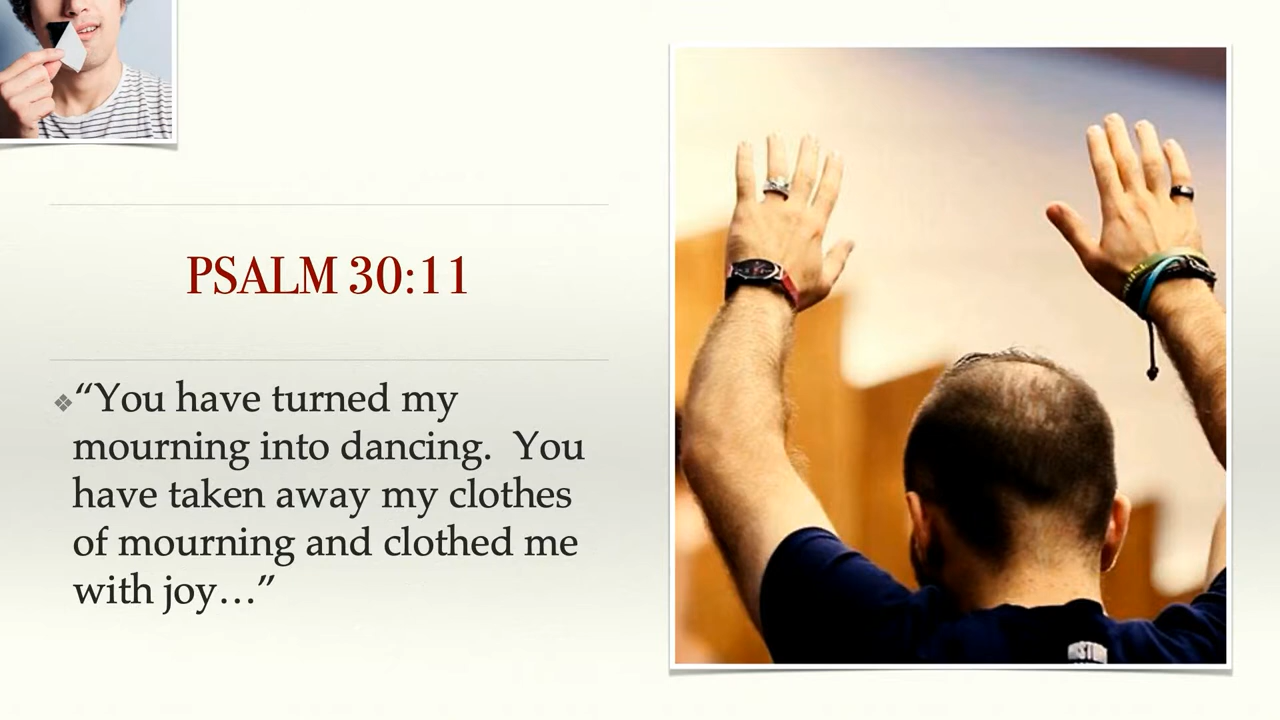 PSALM 30:11
❖“You have turned my
mourning into dancing.  You
have taken away my clothes
of mourning and clothed me
with joy…”